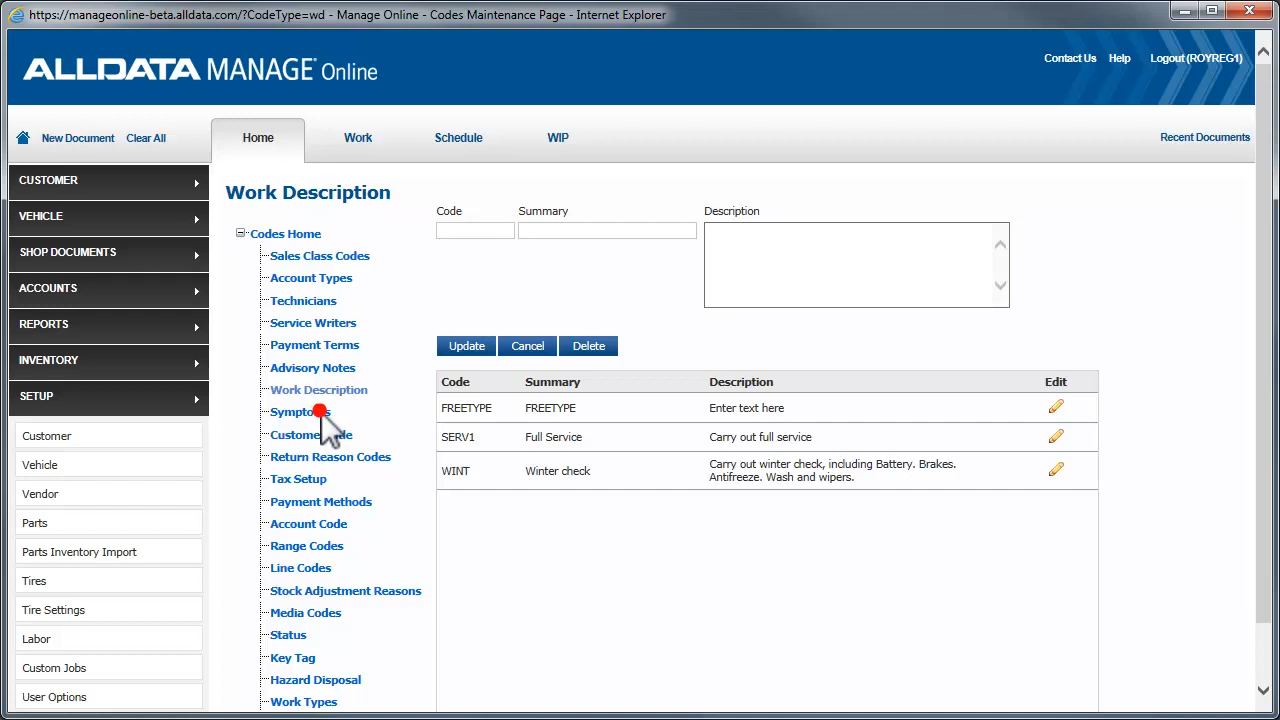 https://manageonline-beta.alldata.com/?CodeType=wd - Manage Online - Codes Maintenance Page - Internet Explorer
ALLDATA MANAGE® Online
Contact Us Help Logout (ROYREG1)
New Document Clear All Home Work Schedule WIP Recent Documents
CUSTOMER
VEHICLE
SHOP DOCUMENTS
ACCOUNTS
REPORTS
INVENTORY
SETUP
Customer
Vehicle
Vendor
Parts
Parts Inventory Import
Tires
Tire Settings
Labor
Custom Jobs
User Options
Work Description
Codes Home
Sales Class Codes
Account Types
Technicians
Service Writers
Payment Terms
Advisory Notes
Work Description
Return Reason Codes
Tax Setup
Payment Methods
Account Code
Range Codes
Line Codes
Stock Adjustment Reasons
Media Codes
Status
Key Tag
Hazard Disposal
Work Types
Code Summary Description
Update Cancel Delete
Code Summary Description Edit
FREETYPE FREETYPE Enter text here
SERV1 Full Service Carry out full service
WINT Winter check Carry out winter check, including Battery. Brakes.
Antifreeze. Wash and wipers.